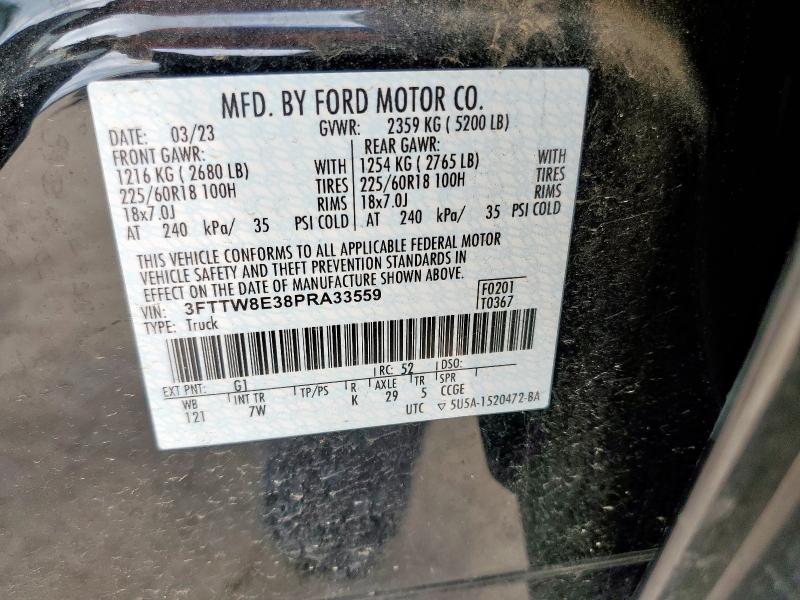 MFD. BY FORD MOTOR CO.
DATE: 03/23 GVWR: 2359 KG ( 5200 LB)
FRONT GAWR: REAR GAWR:
1216 KG ( 2680 LB) WITH 1254 KG ( 2765 LB) WITH
225/60R18 100H TIRES 225/60R18 100H TIRES
18x7.0J RIMS 18x7.0J RIMS
AT 240 kPa/ 35 PSI COLD AT 240 kPa/ 35 PSI COLD
THIS VEHICLE CONFORMS TO ALL APPLICABLE FEDERAL MOTOR
VEHICLE SAFETY AND THEFT PREVENTION STANDARDS IN
EFFECT ON THE DATE OF MANUFACTURE SHOWN ABOVE.
VIN: 3FTTW8E38PRA33559 F0201
TYPE: Truck T0367
EXT PNT: G1 RC: 52 DSO:
WB INT TR TP/PS R AXLE TR SPR
121 7W K 29 5 CCGE
UTC ▽ 5U5A-1520472-BA